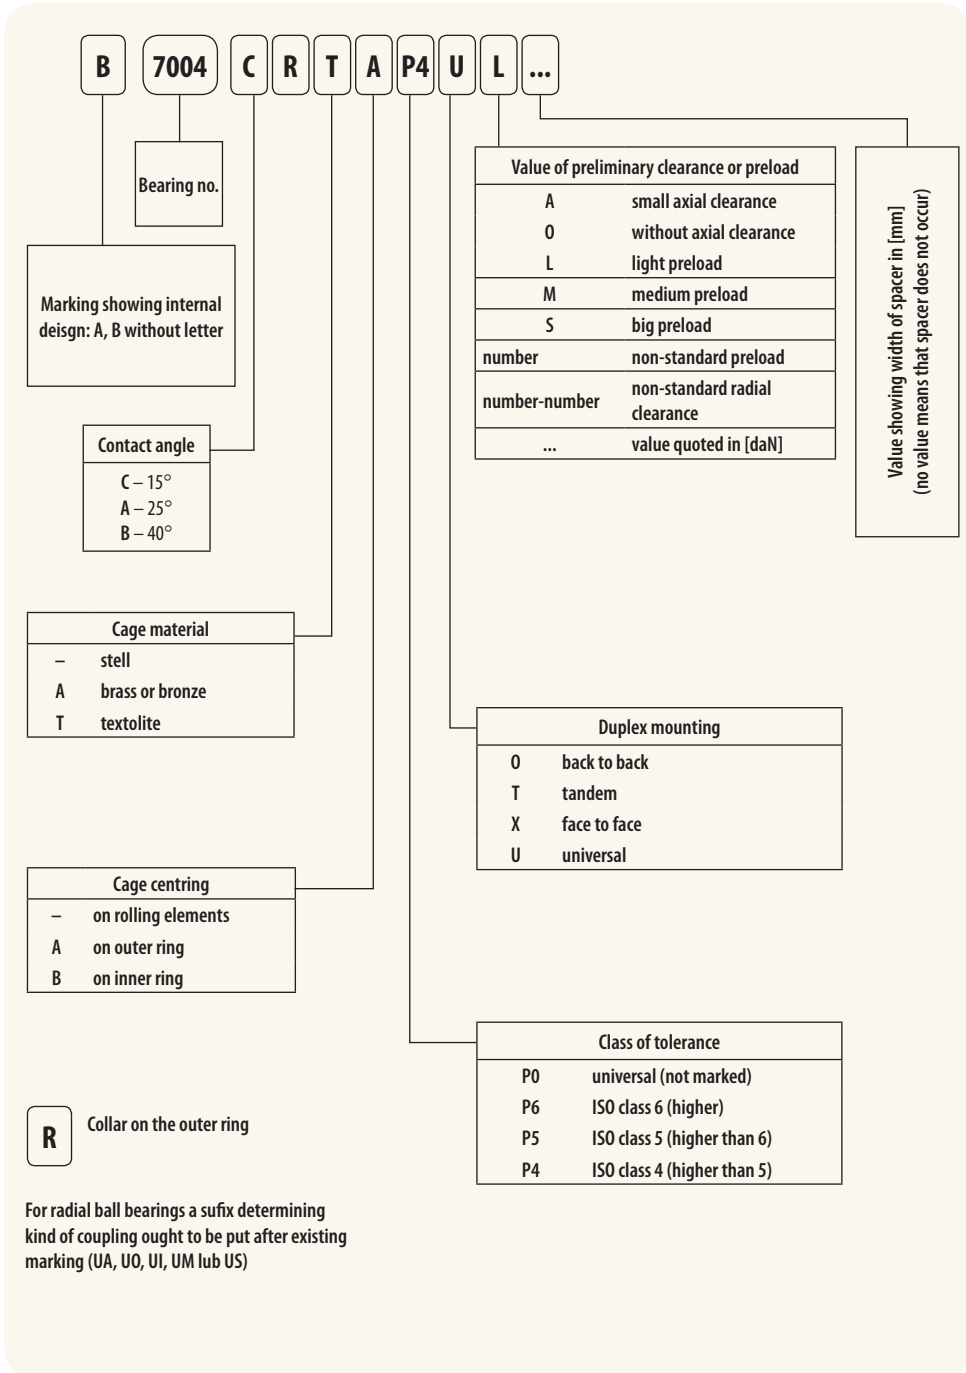 B 7004 C R T A P4 U L ...
Bearing no.
Marking showing internal
deisgn: A, B without letter
Contact angle
C – 15°
A – 25°
B – 40°
Cage material
– stell
A brass or bronze
T textolite
Cage centring
– on rolling elements
A on outer ring
B on inner ring
R Collar on the outer ring
For radial ball bearings a sufix determining
kind of coupling ought to be put after existing
marking (UA, UO, UI, UM lub US)
Value of preliminary clearance or preload
A small axial clearance
O without axial clearance
L light preload
M medium preload
S big preload
number non-standard preload
number-number non-standard radial
clearance
... value quoted in [daN]
Value showing width of spacer in [mm]
(no value means that spacer does not occur)
Duplex mounting
O back to back
T tandem
X face to face
U universal
Class of tolerance
P0 universal (not marked)
P6 ISO class 6 (higher)
P5 ISO class 5 (higher than 6)
P4 ISO class 4 (higher than 5)